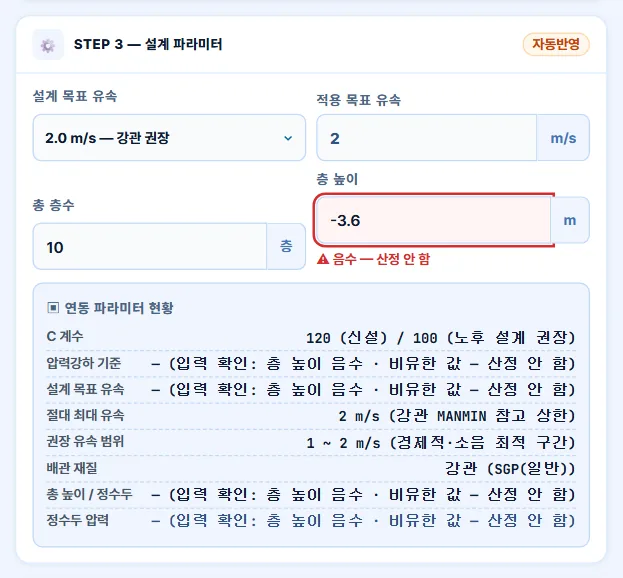 STEP 3 — 설계 파라미터
자동반영
설계 목표 유속
적용 목표 유속
2.0 m/s — 강관 권장
2
m/s
총 층수
층 높이
10
층
-3.6
m
⚠ 음수 — 산정 안 함
▣ 연동 파라미터 현황
C 계수 120 (신설) / 100 (노후 설계 권장)
압력강하 기준 — (입력 확인: 층 높이 음수 · 비유한 값 — 산정 안 함)
설계 목표 유속 — (입력 확인: 층 높이 음수 · 비유한 값 — 산정 안 함)
절대 최대 유속 2 m/s (강관 MANMIN 참고 상한)
권장 유속 범위 1 ~ 2 m/s (경제적·소음 최적 구간)
배관 재질 강관 (SGP(일반))
총 높이 / 정수두 — (입력 확인: 층 높이 음수 · 비유한 값 — 산정 안 함)
정수두 압력 — (입력 확인: 층 높이 음수 · 비유한 값 — 산정 안 함)